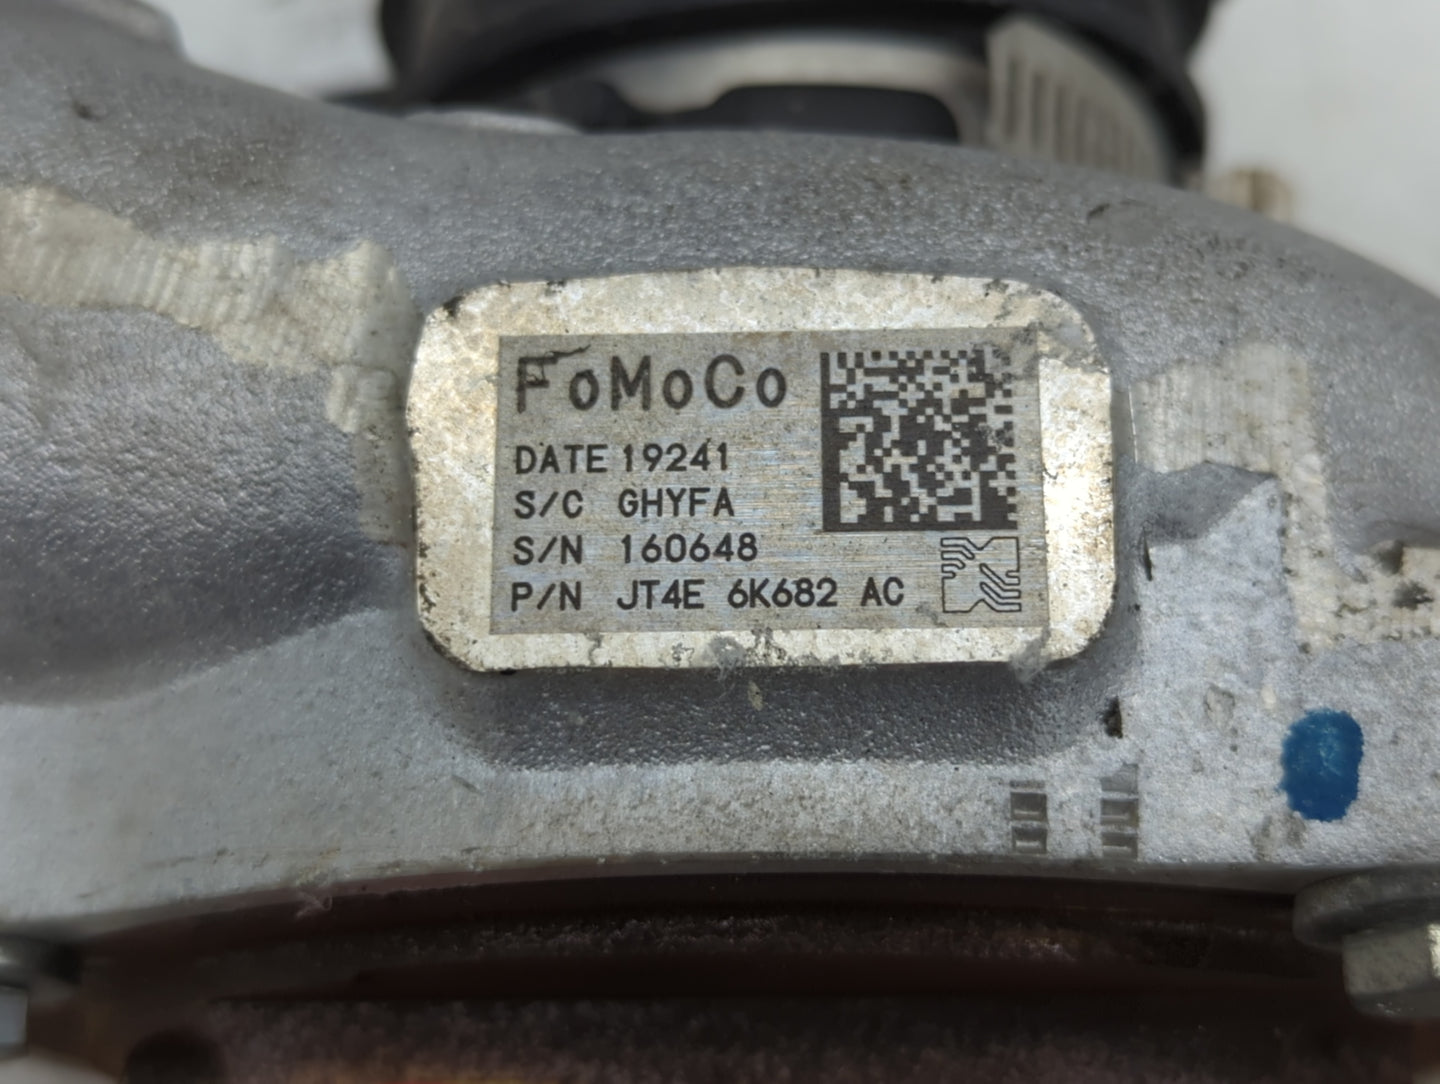 FoMoCo
DATE 19241
S/C GHYFA
S/N 160648
P/N JT4E 6K682 AC